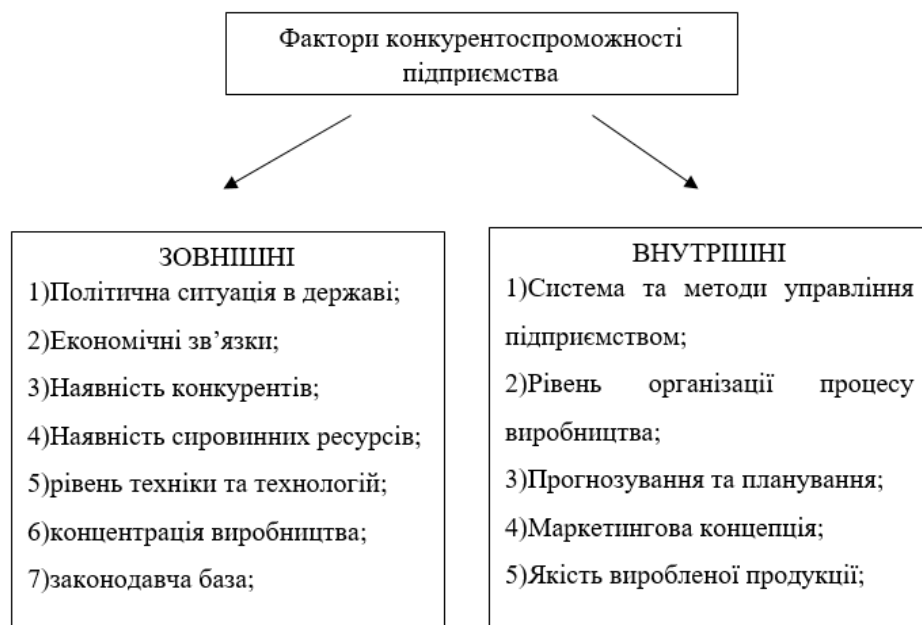 Фактори конкурентоспроможності
підприємства
ЗОВНІШНІ
1)Політична ситуація в державі;
2)Економічні зв’язки;
3)Наявність конкурентів;
4)Наявність сировинних ресурсів;
5)рівень техніки та технологій;
6)концентрація виробництва;
7)законодавча база;
ВНУТРІШНІ
1)Система та методи управління
підприємством;
2)Рівень організації процесу
виробництва;
3)Прогнозування та планування;
4)Маркетингова концепція;
5)Якість виробленої продукції;